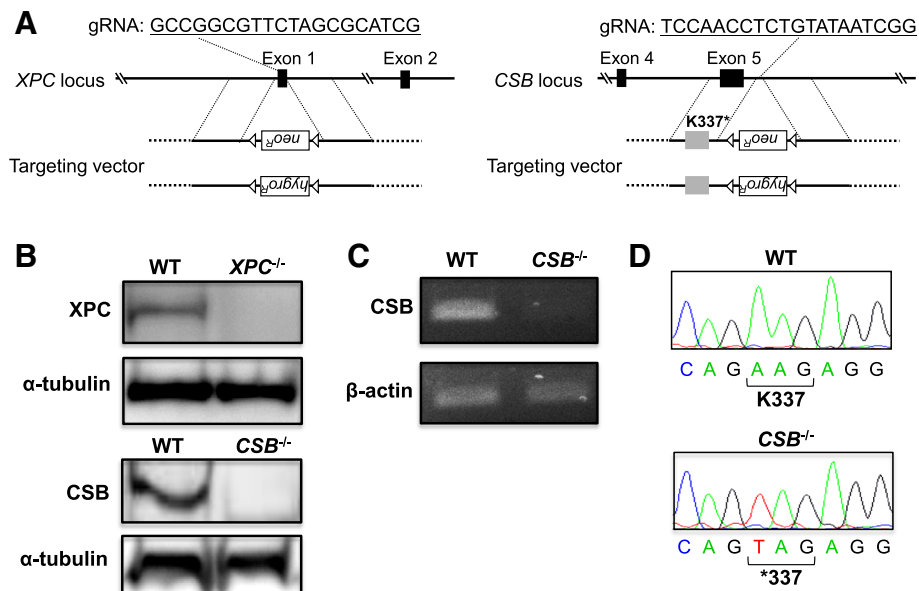 A
gRNA: GCCGGCGTTCTAGCGCATCG
Exon 1
Exon 2
XPC locus
neoR
Targeting vector
hygroR
gRNA: TCCAACCTCTGTATAATCGG
Exon 4
Exon 5
CSB locus
K337*
neoR
Targeting vector
hygroR
B
WT XPC-/-
XPC
α-tubulin
WT CSB-/-
CSB
α-tubulin
C
WT CSB-/-
CSB
β-actin
D
WT
C A G A A G A G G
K337
CSB-/-
C A G T A G A G G
*337